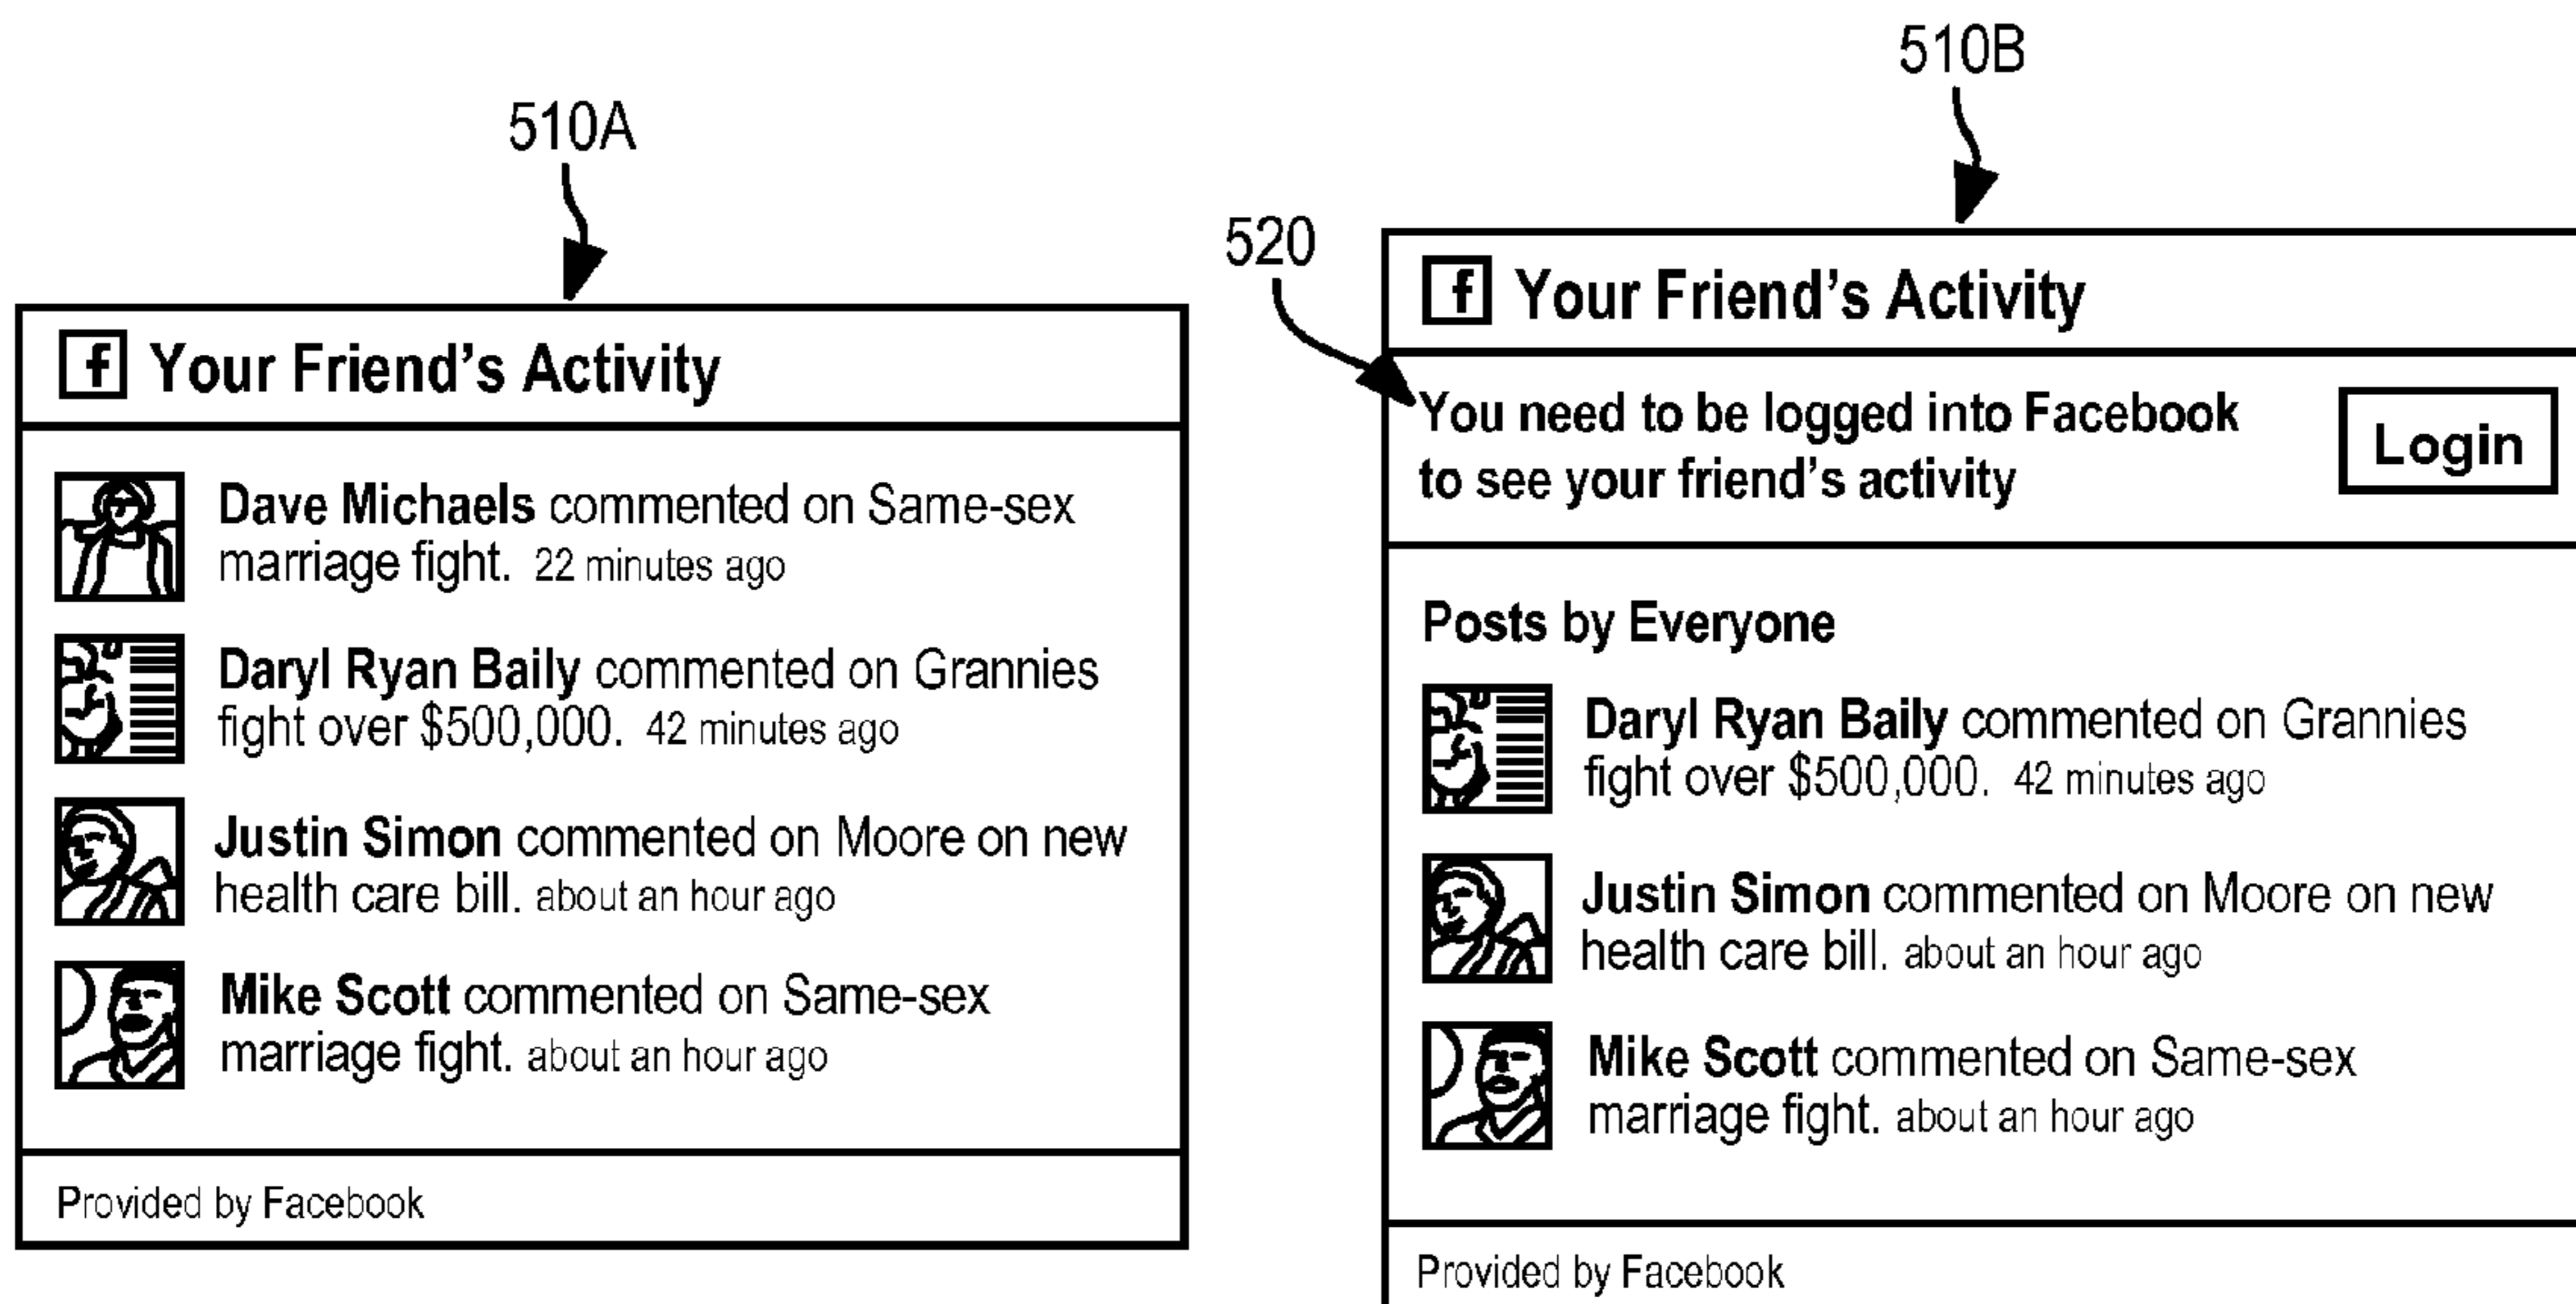 510A
f Your Friend's Activity
Dave Michaels commented on Same-sex
marriage fight. 22 minutes ago
Daryl Ryan Baily commented on Grannies
fight over $500,000. 42 minutes ago
Justin Simon commented on Moore on new
health care bill. about an hour ago
Mike Scott commented on Same-sex
marriage fight. about an hour ago
Provided by Facebook
510B
520
f Your Friend's Activity
You need to be logged into Facebook
to see your friend's activity
Login
Posts by Everyone
Daryl Ryan Baily commented on Grannies
fight over $500,000. 42 minutes ago
Justin Simon commented on Moore on new
health care bill. about an hour ago
Mike Scott commented on Same-sex
marriage fight. about an hour ago
Provided by Facebook